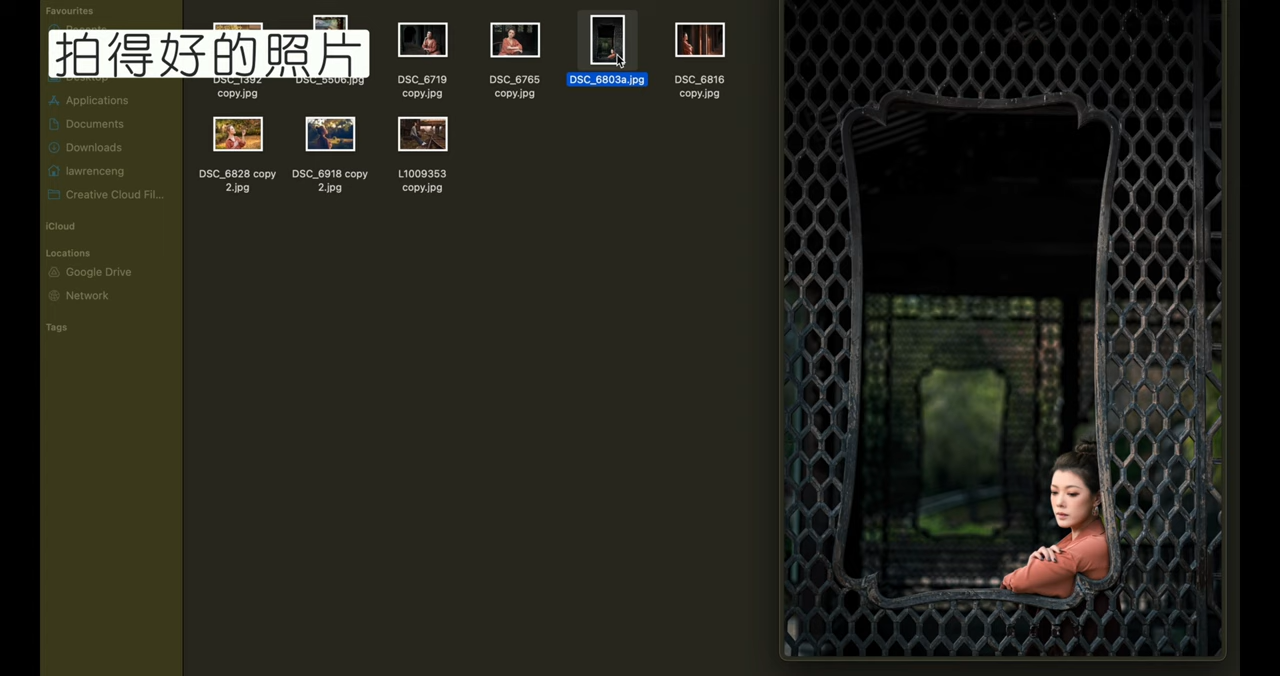 Favourites
拍得好的照片
Applications
Documents
Downloads
lawrenceng
Creative Cloud Fil...
iCloud
Locations
Google Drive
Network
Tags
DSC_1392
copy.jpg
DSC_5506.jpg
DSC_6719
copy.jpg
DSC_6765
copy.jpg
DSC_6803a.jpg
DSC_6816
copy.jpg
DSC_6828 copy
2.jpg
DSC_6918 copy
2.jpg
L1009353
copy.jpg